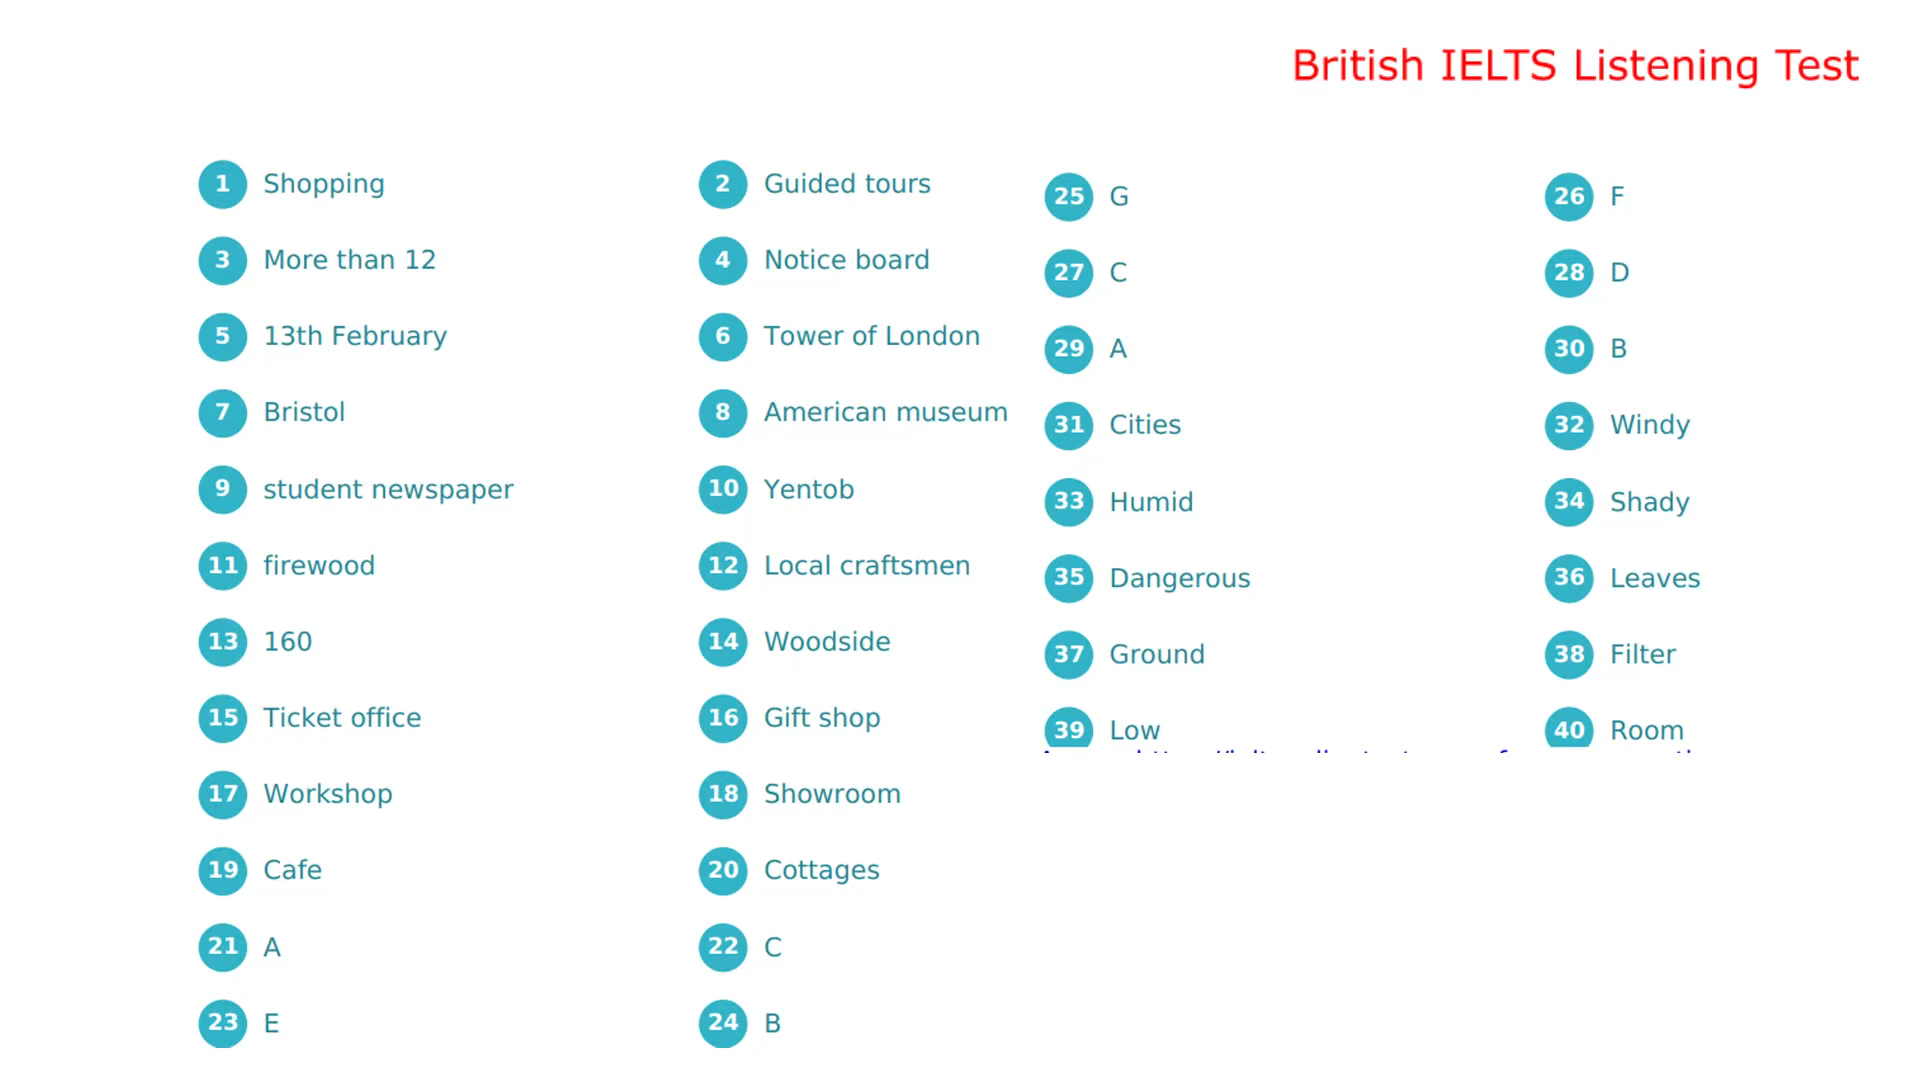 British IELTS Listening Test
1 Shopping
2 Guided tours
3 More than 12
4 Notice board
5 13th February
6 Tower of London
7 Bristol
8 American museum
9 student newspaper
10 Yentob
11 firewood
12 Local craftsmen
13 160
14 Woodside
15 Ticket office
16 Gift shop
17 Workshop
18 Showroom
19 Cafe
20 Cottages
21 A
22 C
23 E
24 B
25 G
26 F
27 C
28 D
29 A
30 B
31 Cities
32 Windy
33 Humid
34 Shady
35 Dangerous
36 Leaves
37 Ground
38 Filter
39 Low
40 Room